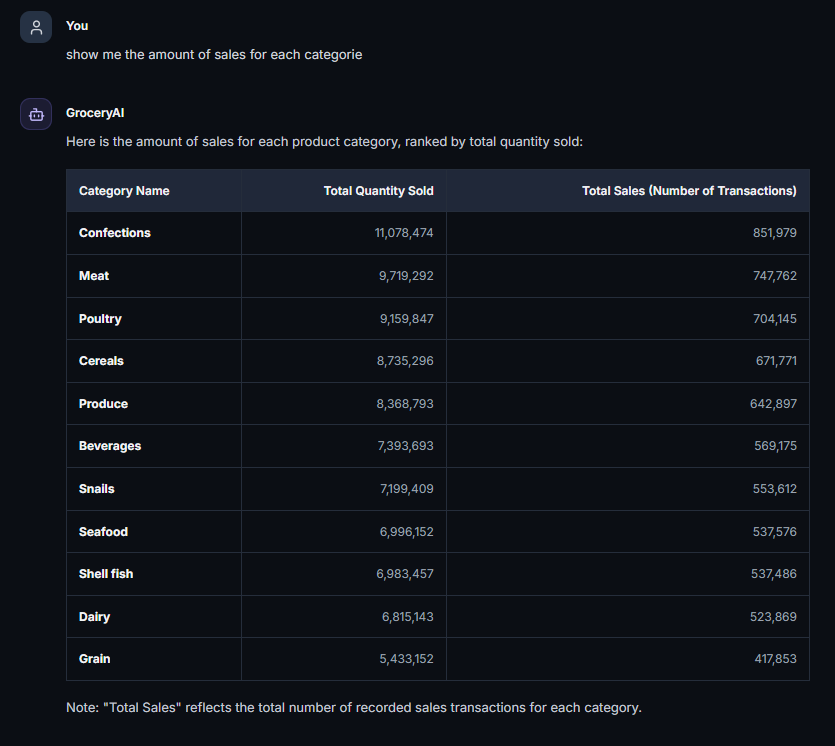 You
show me the amount of sales for each categorie
GroceryAI
Here is the amount of sales for each product category, ranked by total quantity sold:
Category Name Total Quantity Sold Total Sales (Number of Transactions)
Confections 11,078,474 851,979
Meat 9,719,292 747,762
Poultry 9,159,847 704,145
Cereals 8,735,296 671,771
Produce 8,368,793 642,897
Beverages 7,393,693 569,175
Snails 7,199,409 553,612
Seafood 6,996,152 537,576
Shell fish 6,983,457 537,486
Dairy 6,815,143 523,869
Grain 5,433,152 417,853
Note: "Total Sales" reflects the total number of recorded sales transactions for each category.